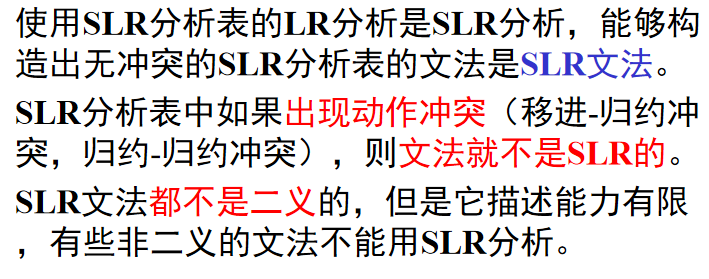 使用SLR分析表的LR分析是SLR分析，能够构
造出无冲突的SLR分析表的文法是SLR文法。
SLR分析表中如果出现动作冲突（移进-归约冲
突，归约-归约冲突），则文法就不是SLR的。
SLR文法都不是二义的，但是它描述能力有限
，有些非二义的文法不能用SLR分析。